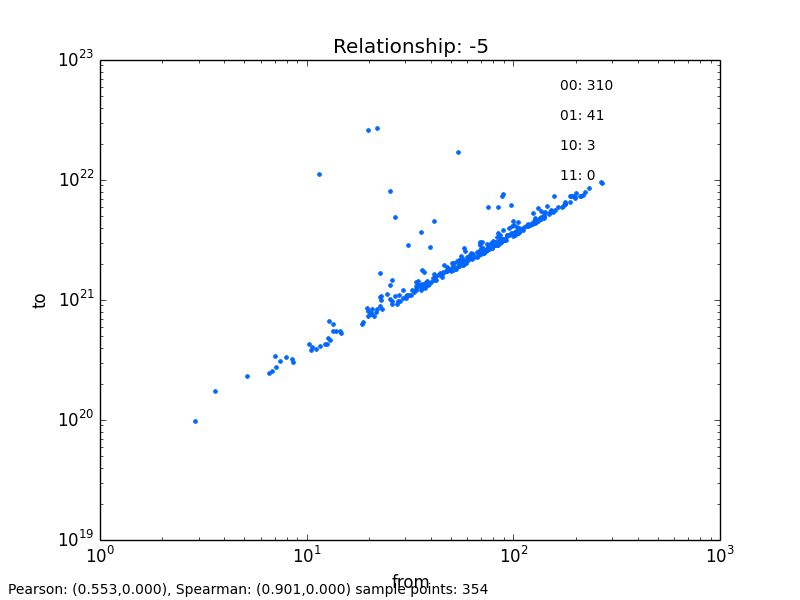 Relationship: -5
10^23
00: 310
01: 41
10: 3
10^22
11: 0
10^21
to
10^20
10^19
10^0 10^1 10^2 10^3
from
Pearson: (0.553,0.000), Spearman: (0.901,0.000) sample points: 354